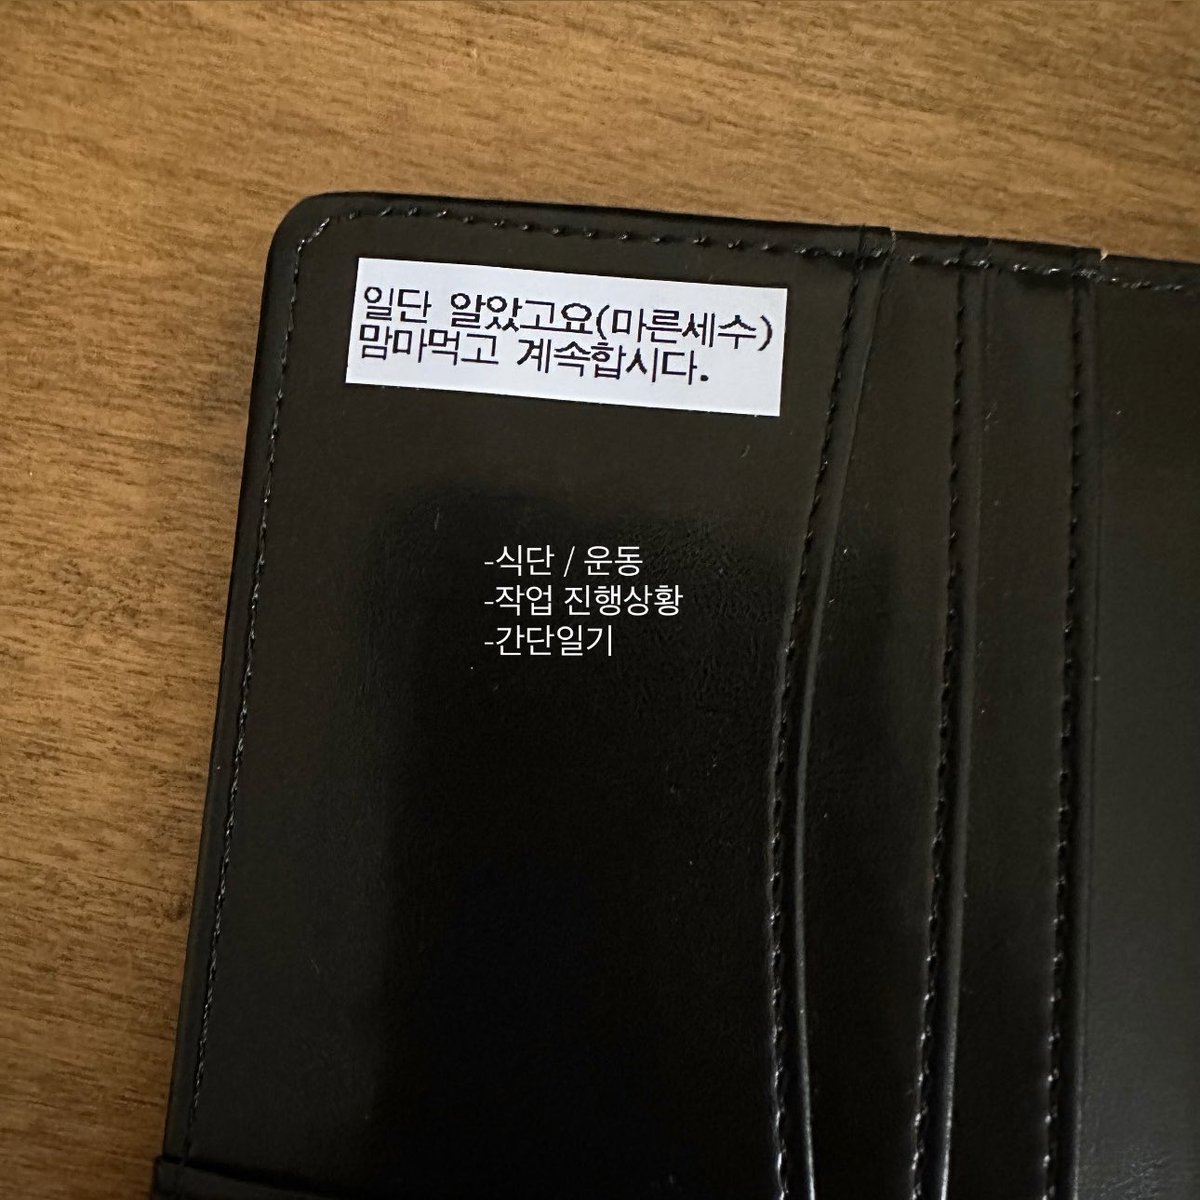 일단 알았고요(마른세수)
맘마먹고 계속합시다.
-식단 / 운동
-작업 진행상황
-간단일기